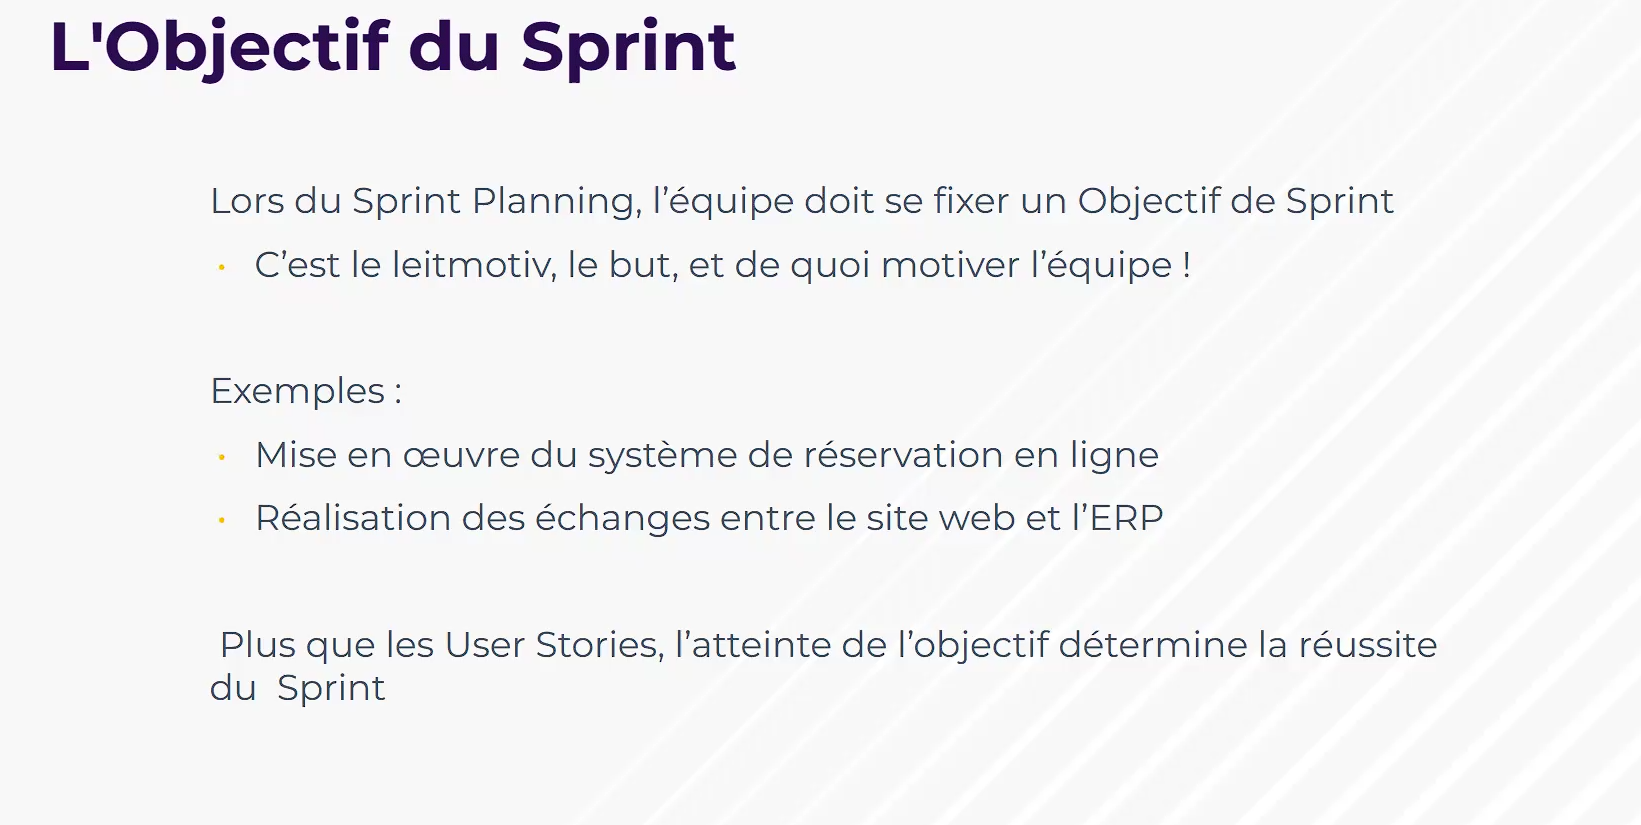 L'Objectif du Sprint
Lors du Sprint Planning, l’équipe doit se fixer un Objectif de Sprint
• C’est le leitmotiv, le but, et de quoi motiver l’équipe !
Exemples :
• Mise en œuvre du système de réservation en ligne
• Réalisation des échanges entre le site web et l’ERP
Plus que les User Stories, l’atteinte de l’objectif détermine la réussite
du Sprint